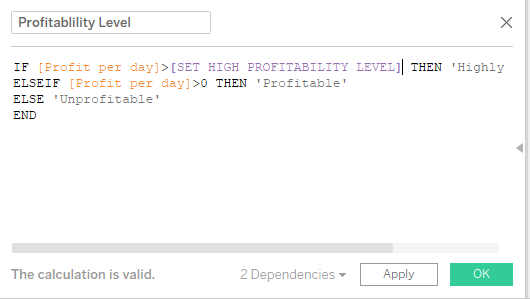 Profitablility Level
IF [Profit per day]>[SET HIGH PROFITABILITY LEVEL] THEN 'Highly
ELSEIF [Profit per day]>0 THEN 'Profitable'
ELSE 'Unprofitable'
END
The calculation is valid.
2 Dependencies
Apply
OK